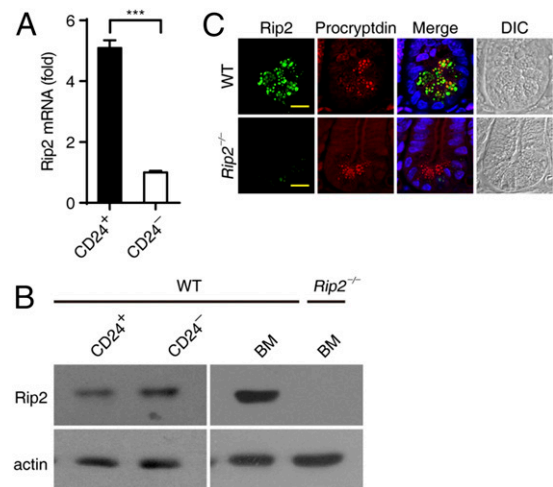 A
***
Rip2 mRNA (fold)
6
4
2
0
CD24+
CD24−
C
Rip2 Procryptdin Merge DIC
WT
Rip2−/−
B
WT Rip2−/−
CD24+ CD24− BM BM
Rip2
actin